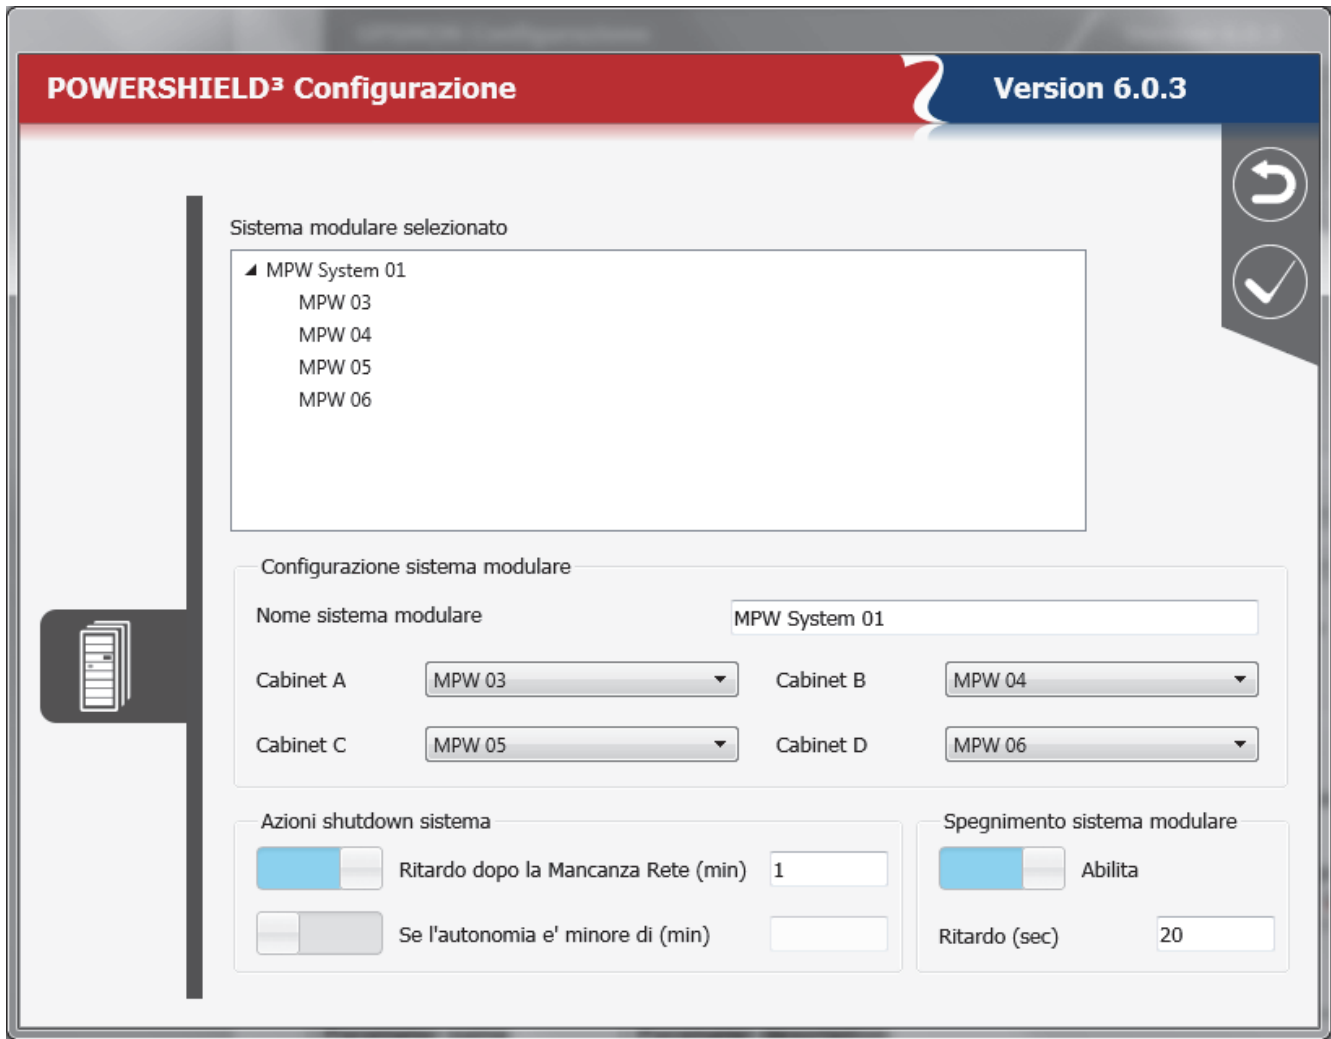 POWERSHIELD³ Configurazione
Version 6.0.3
Sistema modulare selezionato
MPW System 01
MPW 03
MPW 04
MPW 05
MPW 06
Configurazione sistema modulare
Nome sistema modulare
MPW System 01
Cabinet A
MPW 03
Cabinet B
MPW 04
Cabinet C
MPW 05
Cabinet D
MPW 06
Azioni shutdown sistema
Ritardo dopo la Mancanza Rete (min)
1
Se l'autonomia e' minore di (min)
Spegnimento sistema modulare
Abilita
Ritardo (sec)
20